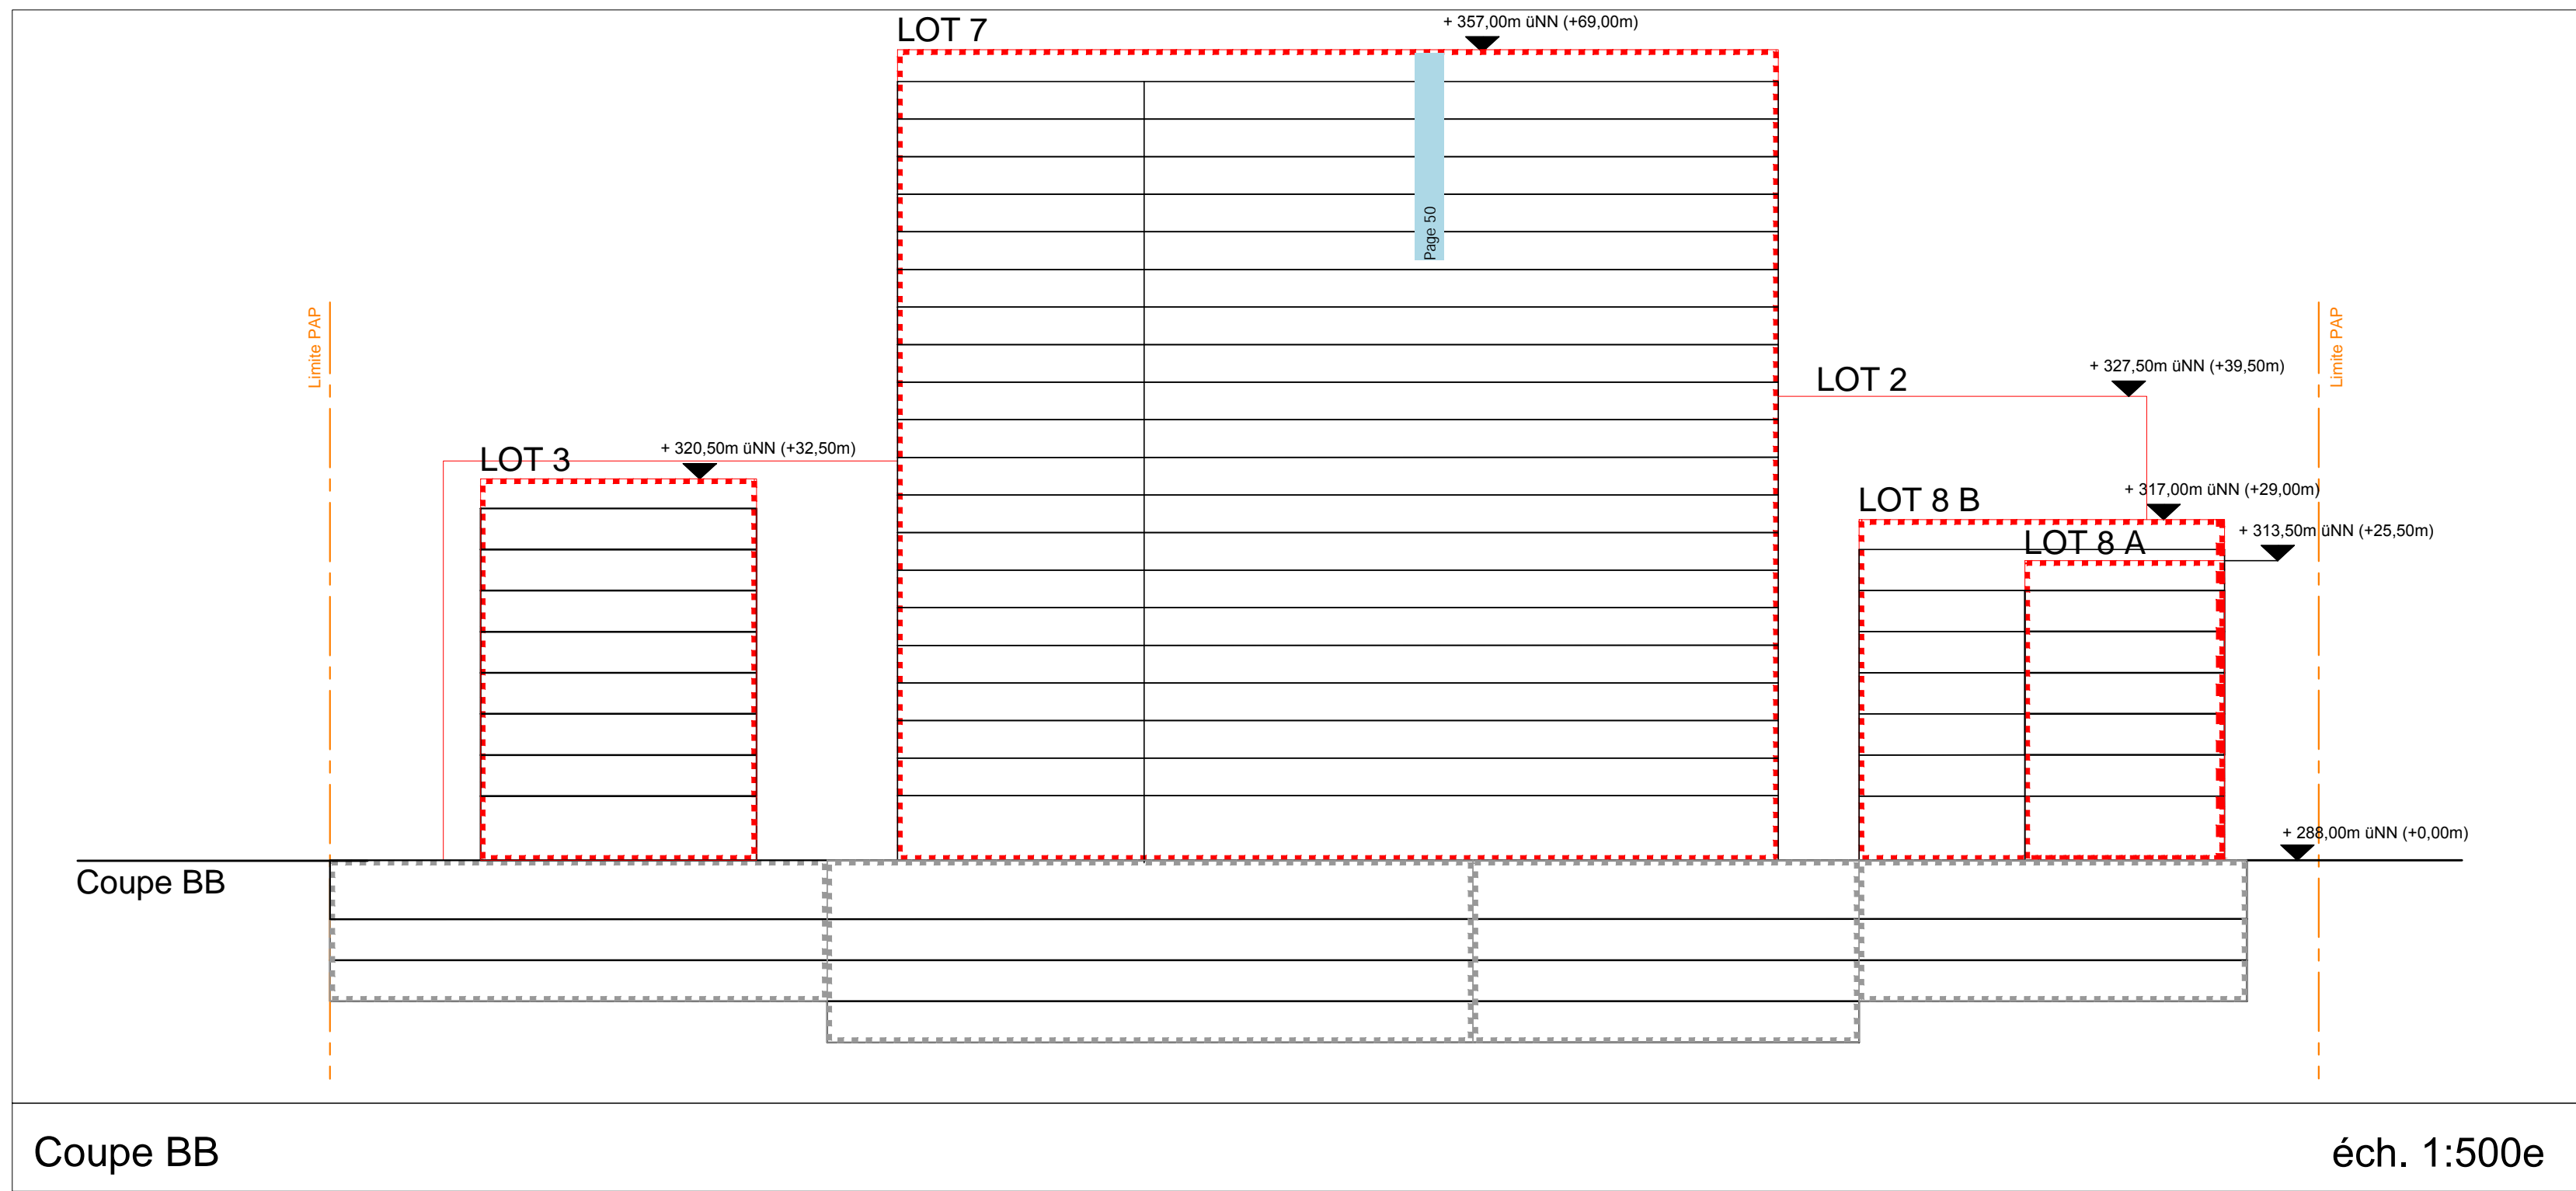 LOT 7
+ 357,00m üNN (+69,00m)
Page 50
Limite PAP
Limite PAP
LOT 2
+ 327,50m üNN (+39,50m)
LOT 3
+ 320,50m üNN (+32,50m)
LOT 8 B
+ 317,00m üNN (+29,00m)
LOT 8 A
+ 313,50m üNN (+25,50m)
+ 288,00m üNN (+0,00m)
Coupe BB
Coupe BB
éch. 1:500e